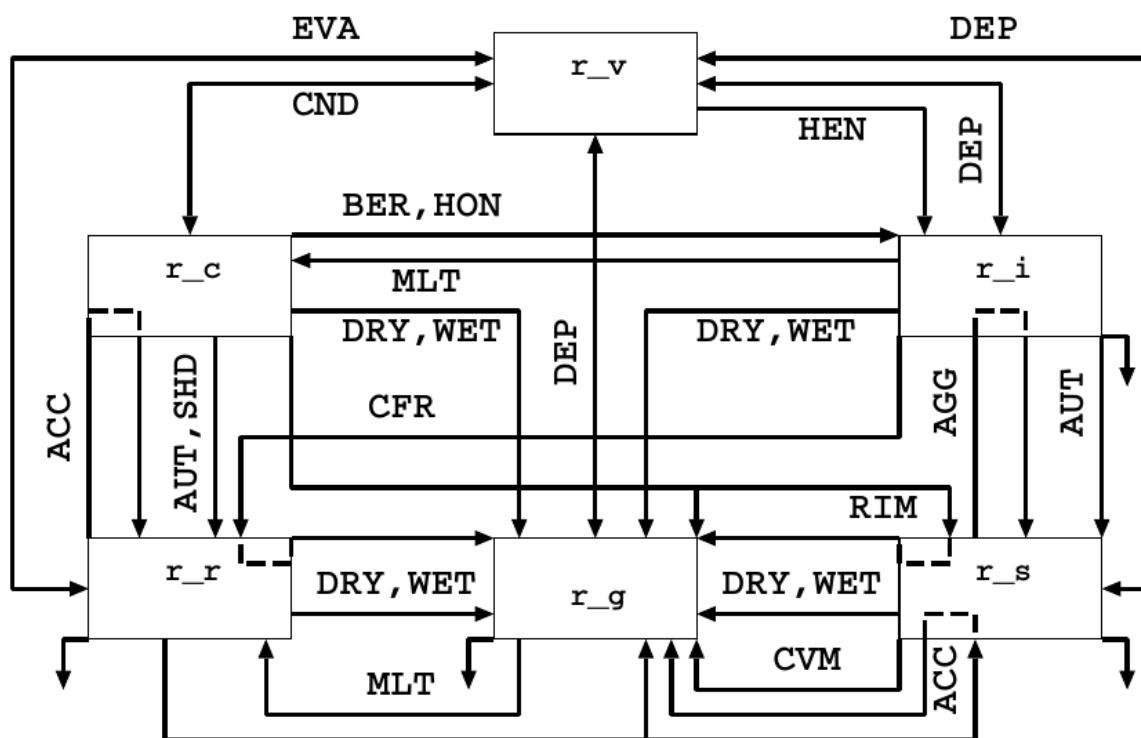 EVA
DEP
r_v
CND
HEN
DEP
BER,HON
r_c
r_i
MLT
DRY,WET
DRY,WET
DEP
ACC
AUT,SHD
CFR
AGG
AUT
RIM
r_r
r_g
r_s
DRY,WET
DRY,WET
MLT
CVM
ACC